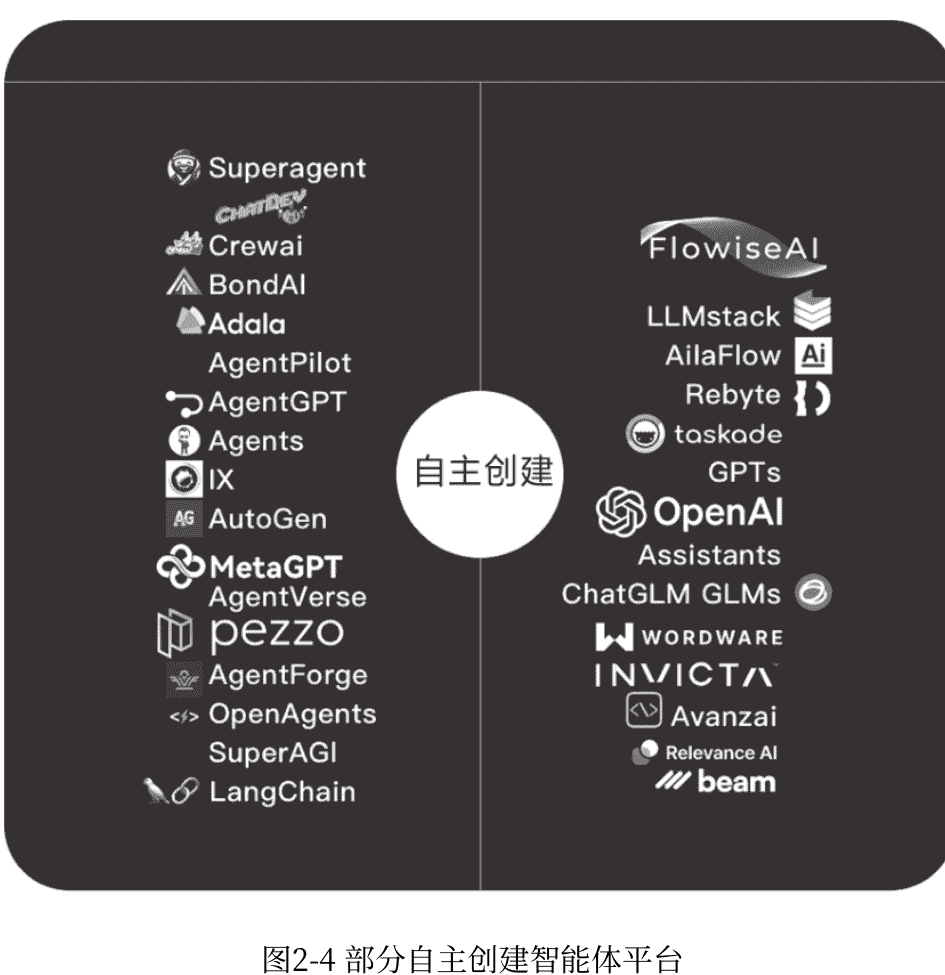 Superagent
CHATDEV
Crewai
BondAI
Adala
AgentPilot
AgentGPT
Agents
IX
AG AutoGen
MetaGPT
AgentVerse
pezzo
AgentForge
OpenAgents
SuperAGI
LangChain
自主创建
FlowiseAI
LLMstack
AilaFlow Ai
Rebyte
taskade
GPTs
OpenAI
Assistants
ChatGLM GLMs
WORDWARE
INVICTA
Avanzai
Relevance AI
beam
图2-4 部分自主创建智能体平台